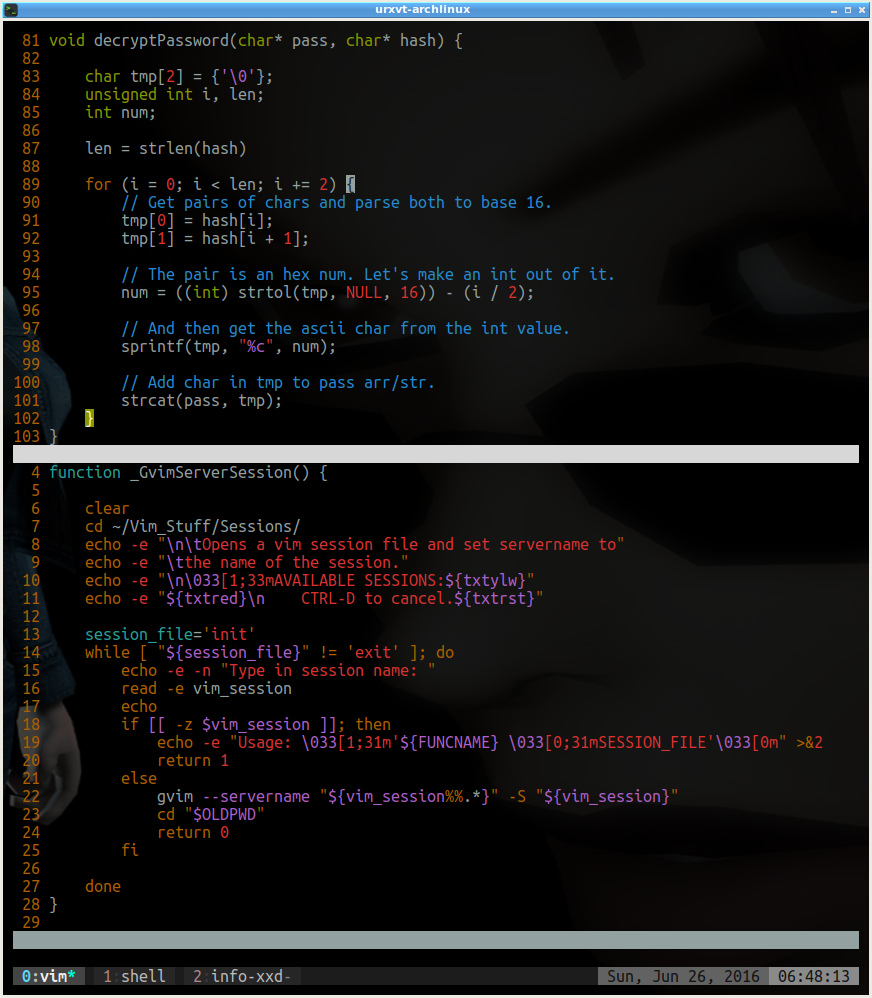 urxvt-archlinux
81 void decryptPassword(char* pass, char* hash) {
82
83     char tmp[2] = {'\0'};
84     unsigned int i, len;
85     int num;
86
87     len = strlen(hash)
88
89     for (i = 0; i < len; i += 2) {
90         // Get pairs of chars and parse both to base 16.
91         tmp[0] = hash[i];
92         tmp[1] = hash[i + 1];
93
94         // The pair is an hex num. Let's make an int out of it.
95         num = ((int) strtol(tmp, NULL, 16)) - (i / 2);
96
97         // And then get the ascii char from the int value.
98         sprintf(tmp, "%c", num);
99
100         // Add char in tmp to pass arr/str.
101         strcat(pass, tmp);
102     }
103 }
4 function _GvimServerSession() {
5
6     clear
7     cd ~/Vim_Stuff/Sessions/
8     echo -e "\n\tOpens a vim session file and set servername to"
9     echo -e "\tthe name of the session."
10     echo -e "\n\033[1;33mAVAILABLE SESSIONS:${txtylw}"
11     echo -e "${txtred}\n    CTRL-D to cancel.${txtrst}"
12
13     session_file='init'
14     while [ "${session_file}" != 'exit' ]; do
15         echo -e -n "Type in session name: "
16         read -e vim_session
17         echo
18         if [[ -z $vim_session ]]; then
19             echo -e "Usage: \033[1;31m'${FUNCNAME} \033[0;31mSESSION_FILE'\033[0m" >&2
20             return 1
21         else
22             gvim --servername "${vim_session%%.*}" -S "${vim_session}"
23             cd "$OLDPWD"
24             return 0
25         fi
26
27     done
28 }
29
0:vim* 1:shell 2:info-xxd- Sun, Jun 26, 2016 06:48:13